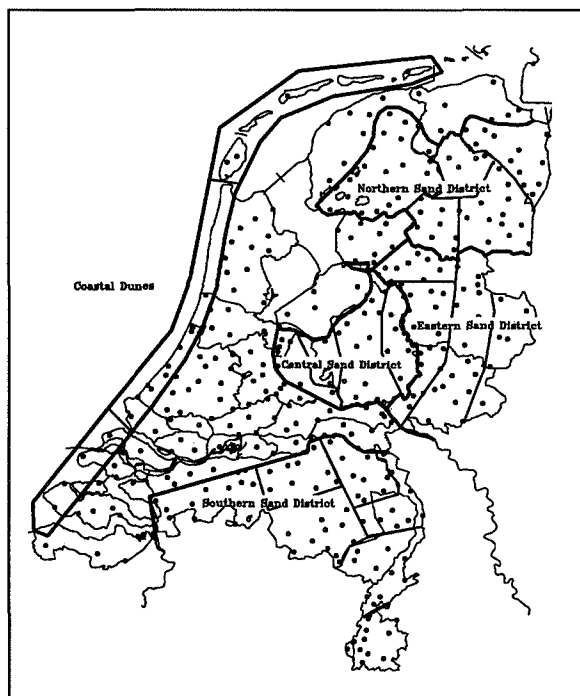 Northern Sand District
Coastal Dunes
Eastern Sand District
Central Sand District
Southern Sand District